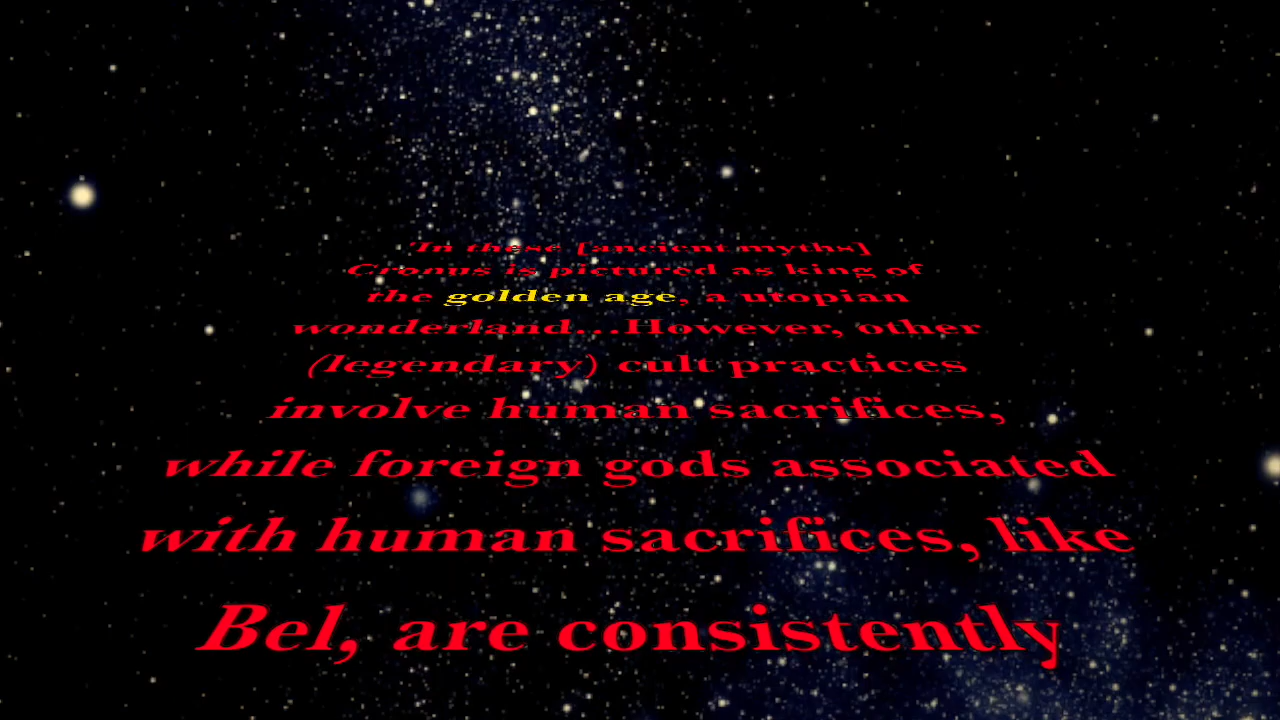 'In these [ancient myths]
Cronus is pictured as king of
the golden age, a utopian
wonderland...However, other
(legendary) cult practices
involve human sacrifices,
while foreign gods associated
with human sacrifices, like
Bel, are consistently